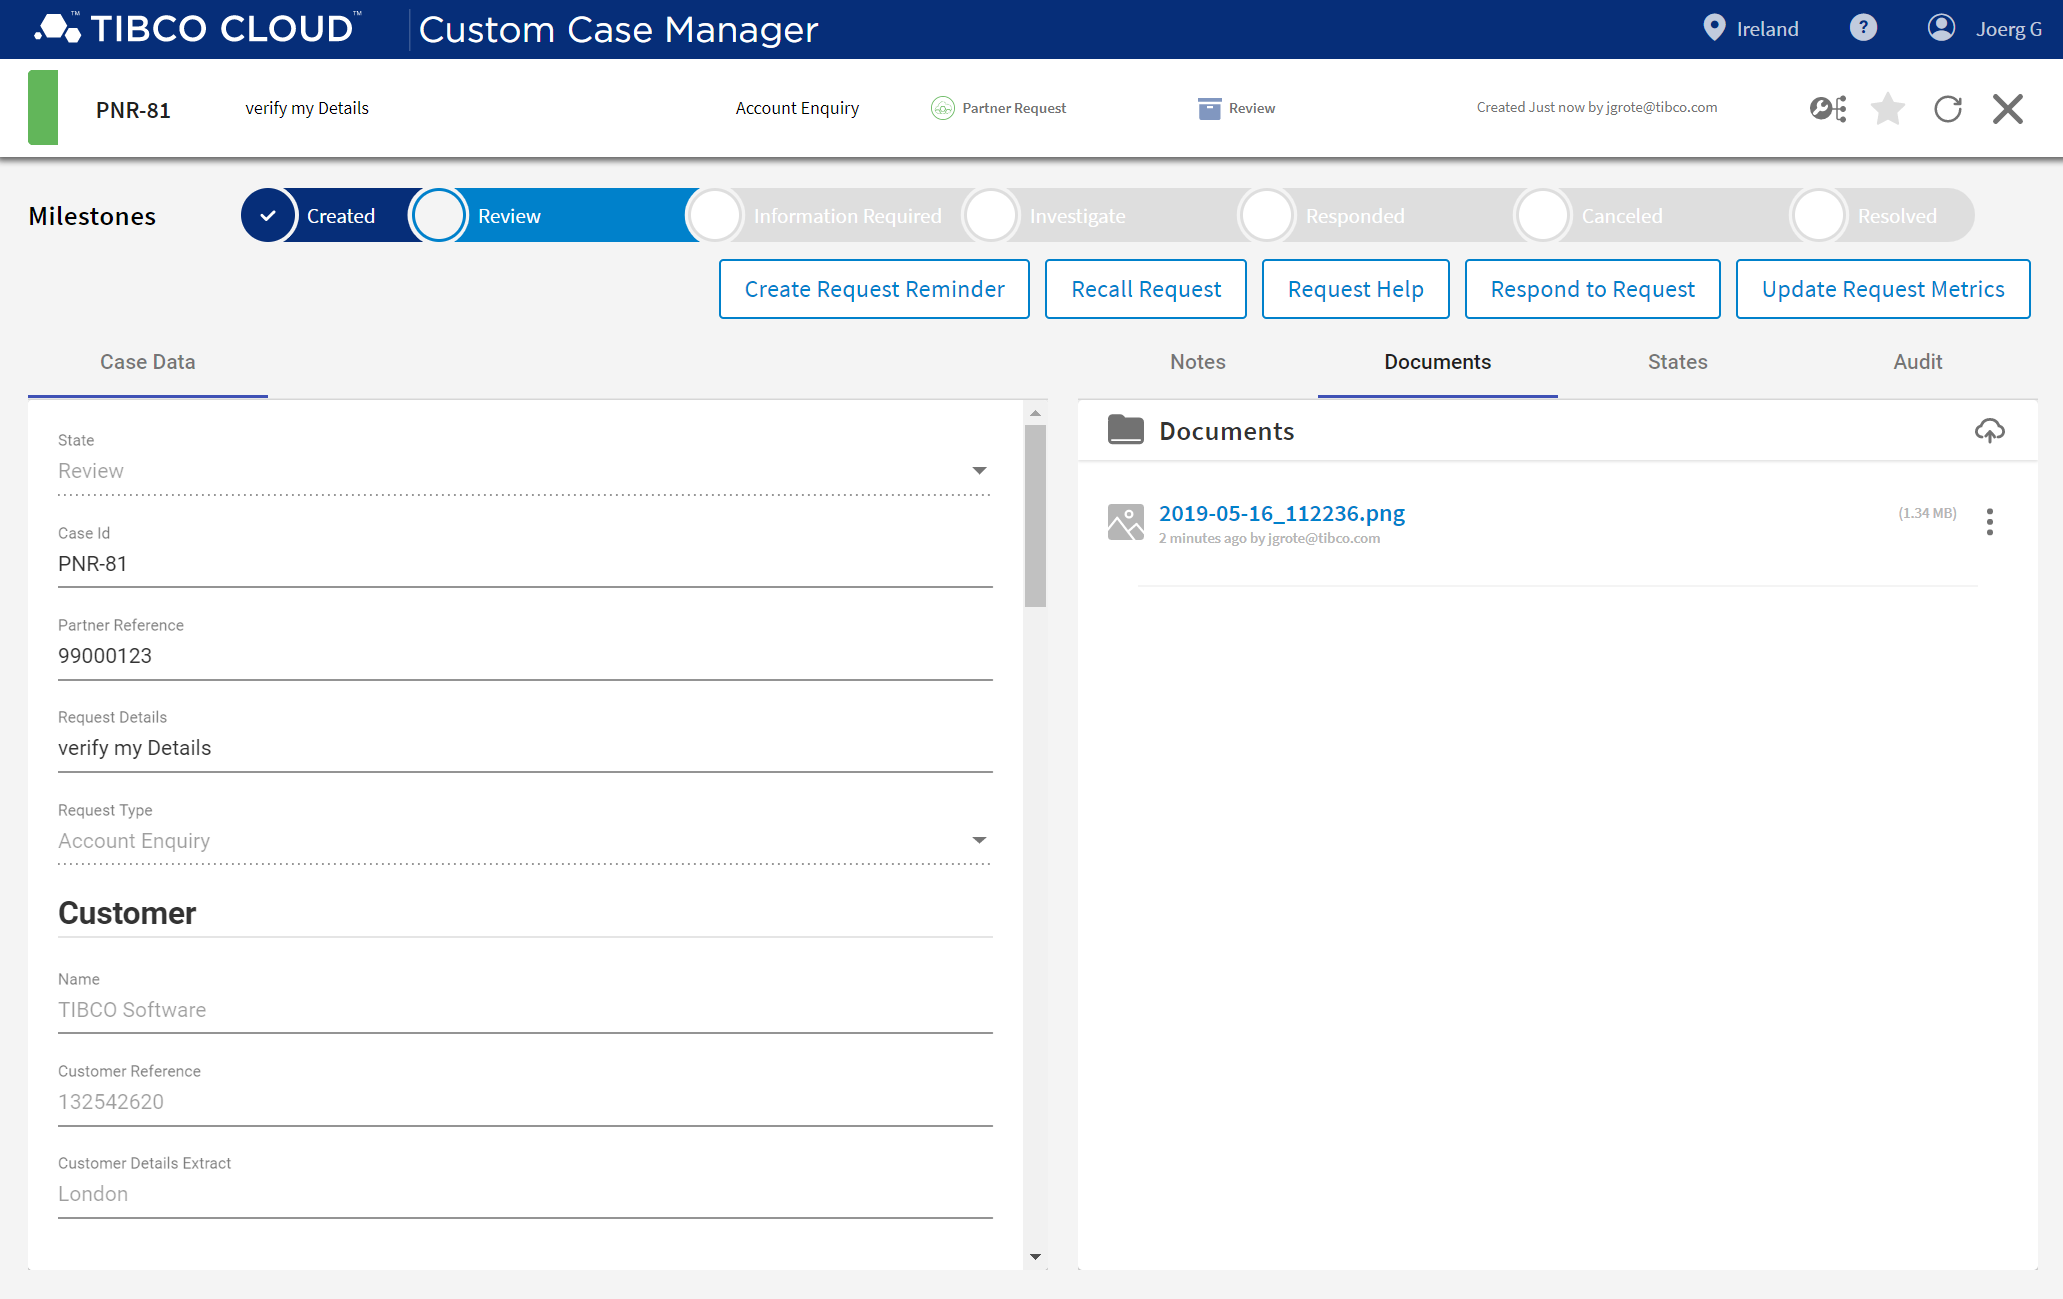 TIBCO CLOUD™ Custom Case Manager Ireland ? Joerg G
PNR-81 verify my Details Account Enquiry Partner Request Review Created Just now by jgrote@tibco.com
Milestones Created Review Information Required Investigate Responded Canceled Resolved
Create Request Reminder Recall Request Request Help Respond to Request Update Request Metrics
Case Data
Notes Documents States Audit
State
Review
Case Id
PNR-81
Partner Reference
99000123
Request Details
verify my Details
Request Type
Account Enquiry
Customer
Name
TIBCO Software
Customer Reference
132542620
Customer Details Extract
London
Documents
2019-05-16_112236.png (1.34 MB)
2 minutes ago by jgrote@tibco.com